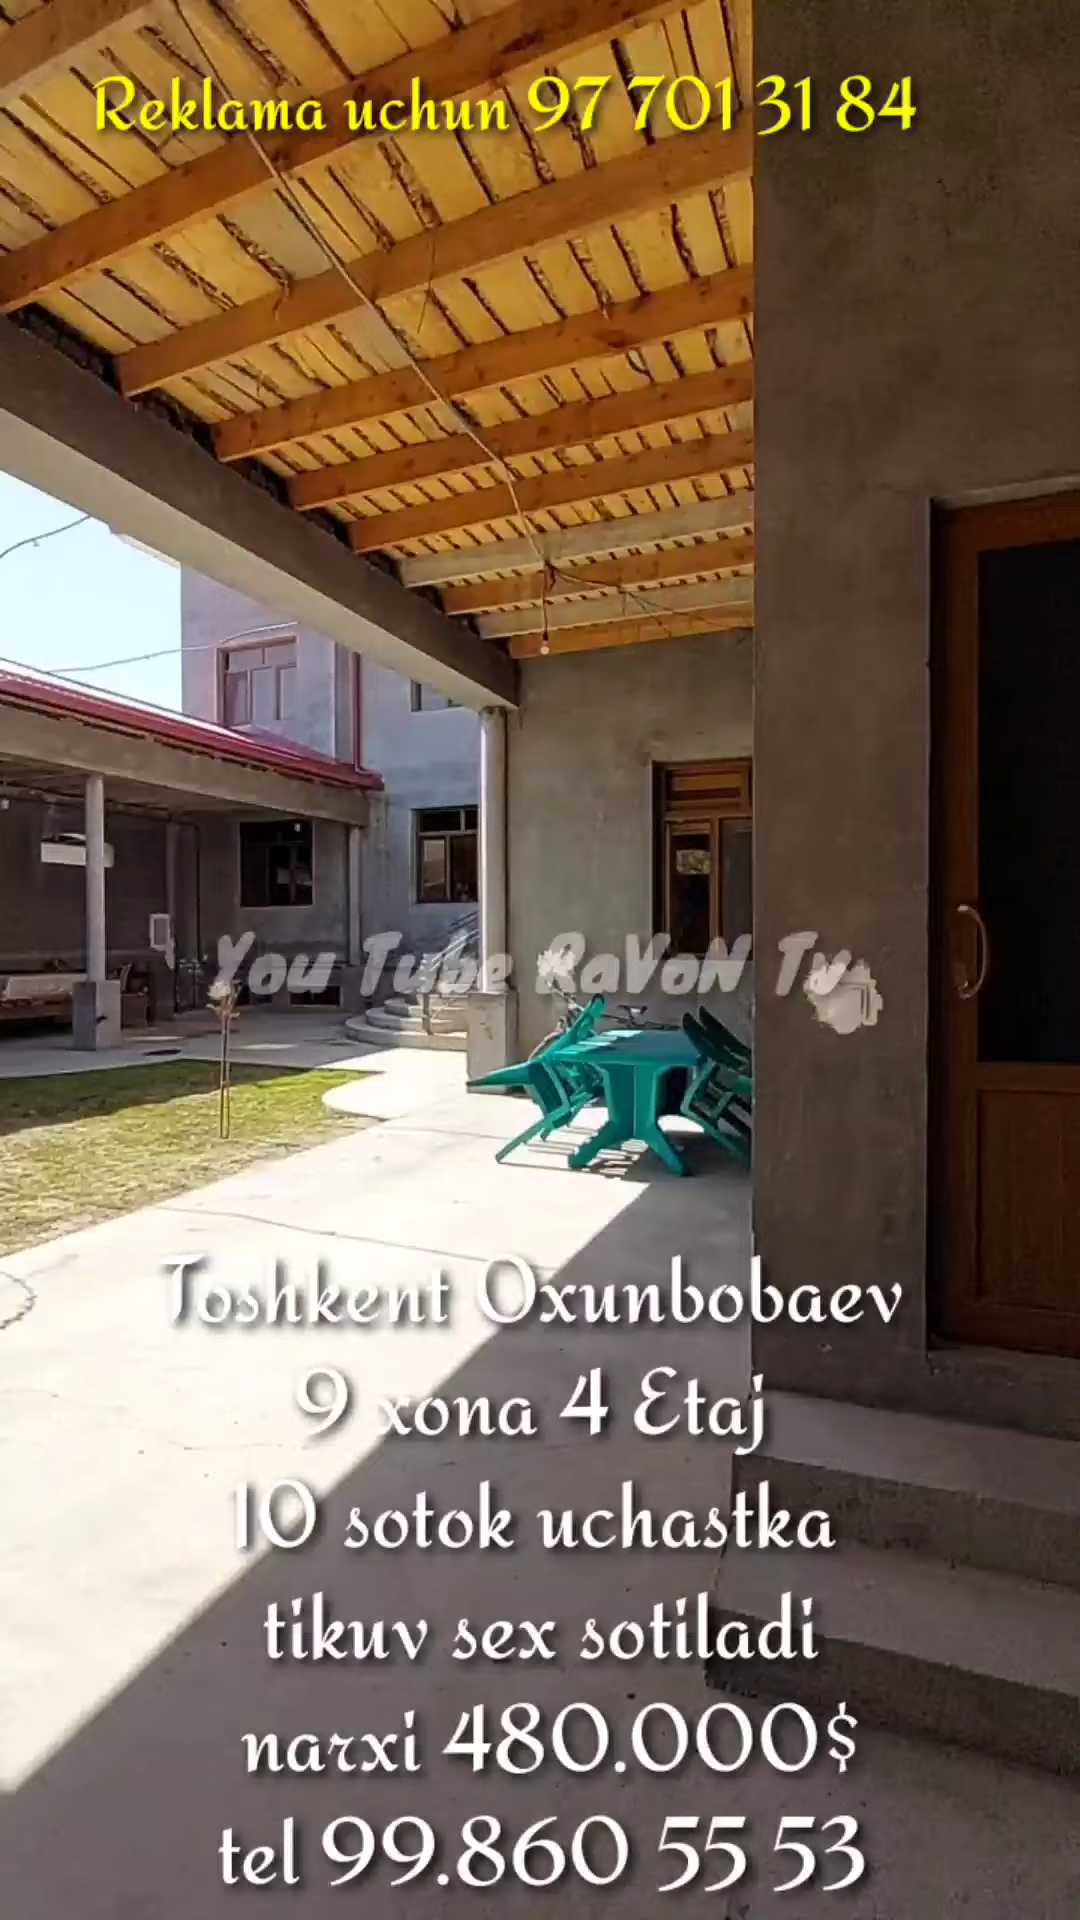 Reklama uchun 97 701 31 84
You Tube RaVoN Tv
Toshkent Oxunbobaev
9 xona 4 Etaj
10 sotok uchastka
tikuv sex sotiladi
narxi 480.000$
tel 99.860 55 53